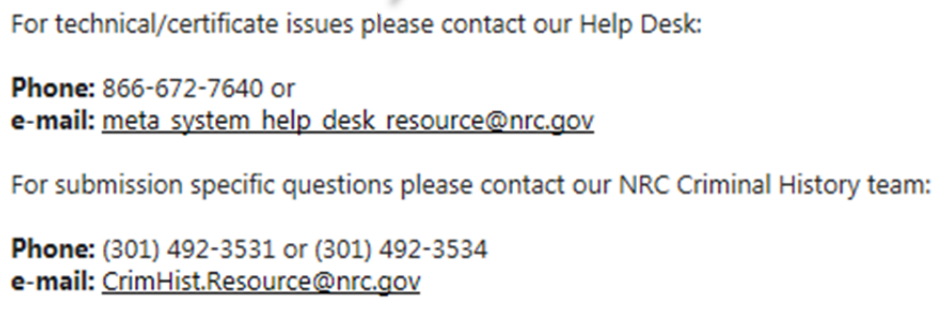 For technical/certificate issues please contact our Help Desk:
Phone: 866-672-7640 or
e-mail: meta_system_help_desk_resource@nrc.gov
For submission specific questions please contact our NRC Criminal History team:
Phone: (301) 492-3531 or (301) 492-3534
e-mail: CrimHist.Resource@nrc.gov